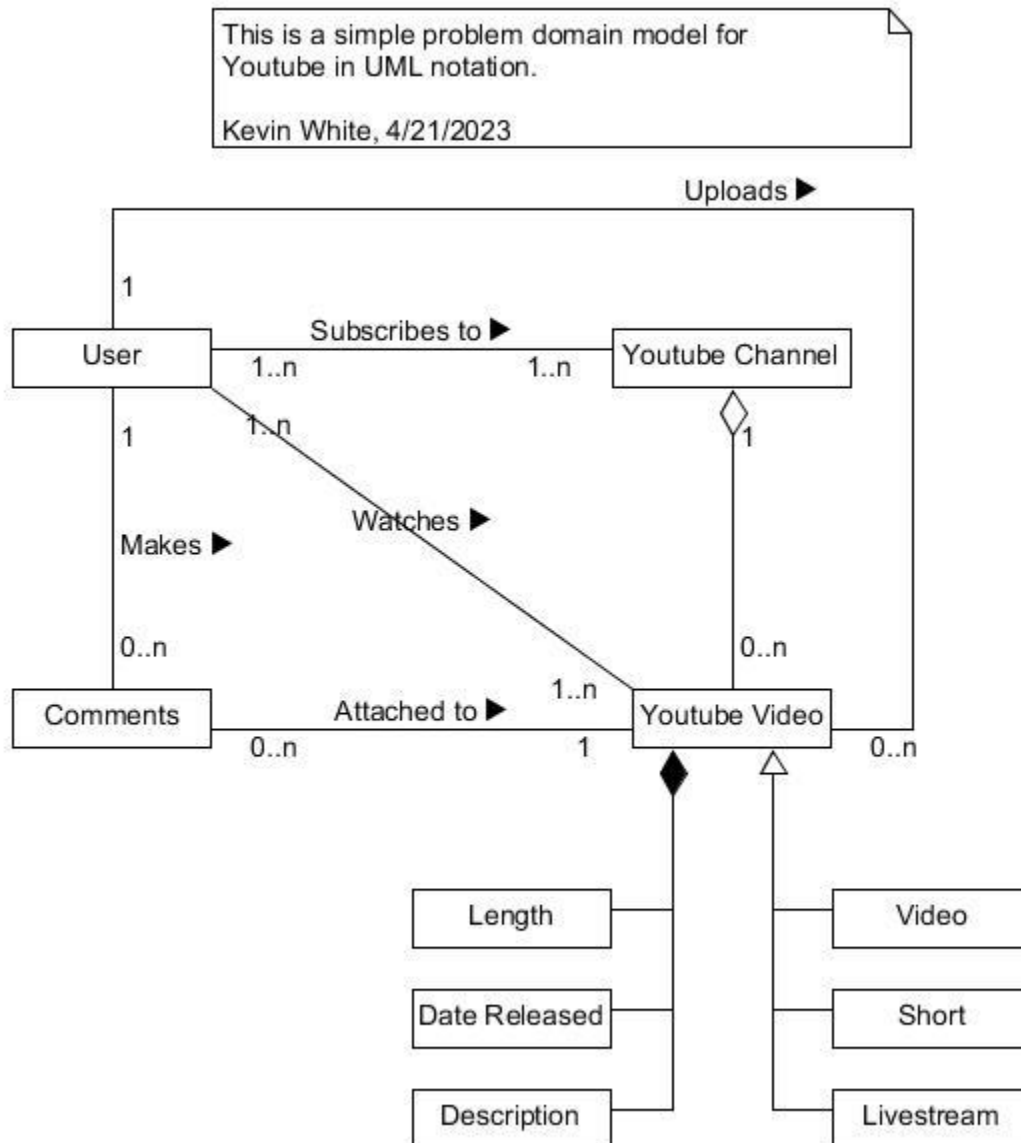 This is a simple problem domain model for
Youtube in UML notation.
Kevin White, 4/21/2023
Uploads ▶
1
User
Subscribes to ▶
1..n
1..n
Youtube Channel
1..n
1
1
Watches ▶
Makes ▶
0..n
0..n
1..n
Comments
Attached to ▶
0..n
1
Youtube Video
0..n
Length
Video
Date Released
Short
Description
Livestream